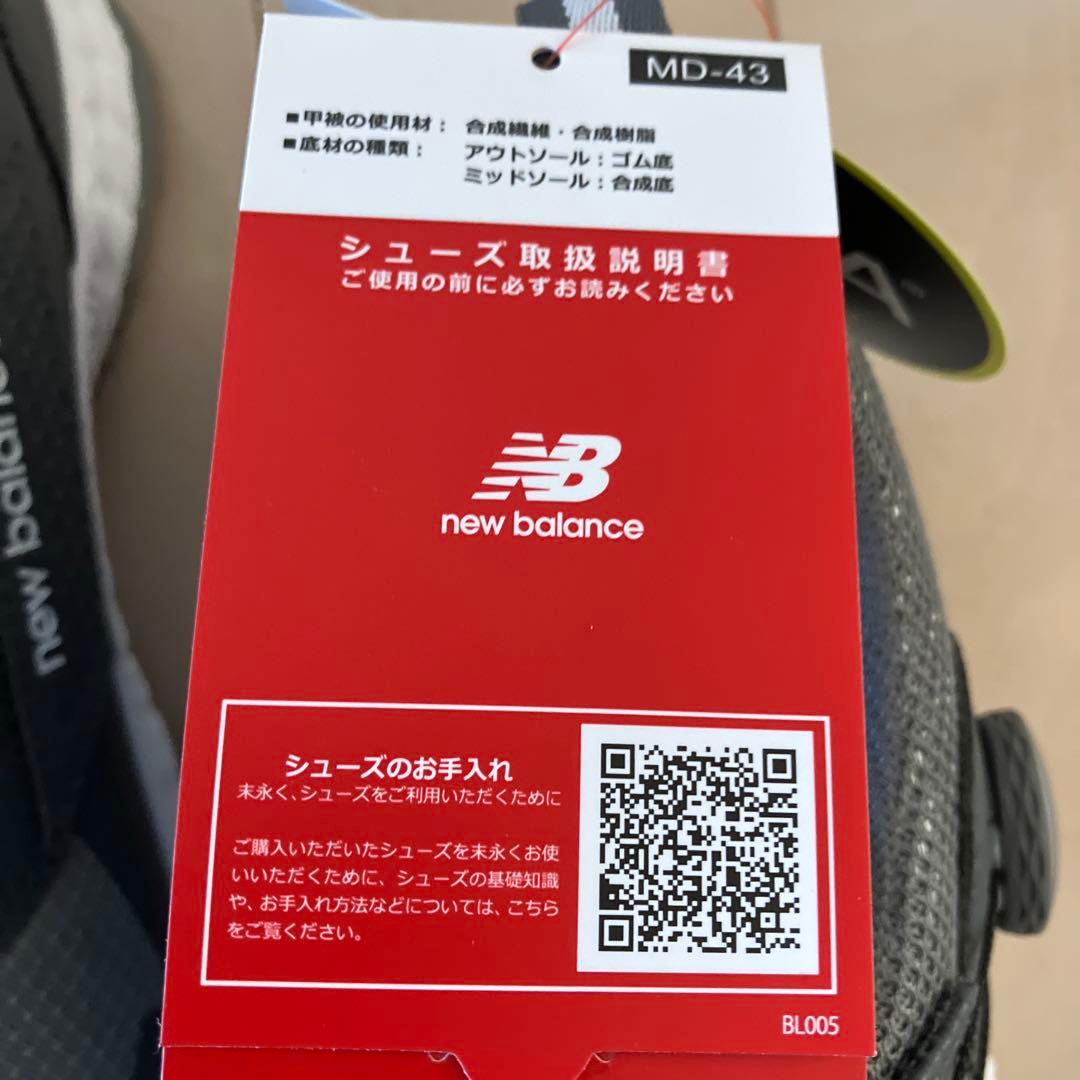 MD-43
■甲被の使用材： 合成繊維・合成樹脂
■底材の種類： アウトソール：ゴム底
ミッドソール：合成底
シューズ取扱説明書
ご使用の前に必ずお読みください
NB
new balance
シューズのお手入れ
末永く、シューズをご利用いただくために
ご購入いただいたシューズを末永くお使
いいただくために、シューズの基礎知識
や、お手入れ方法などについては、こちら
をご覧ください。
BL005
new balance